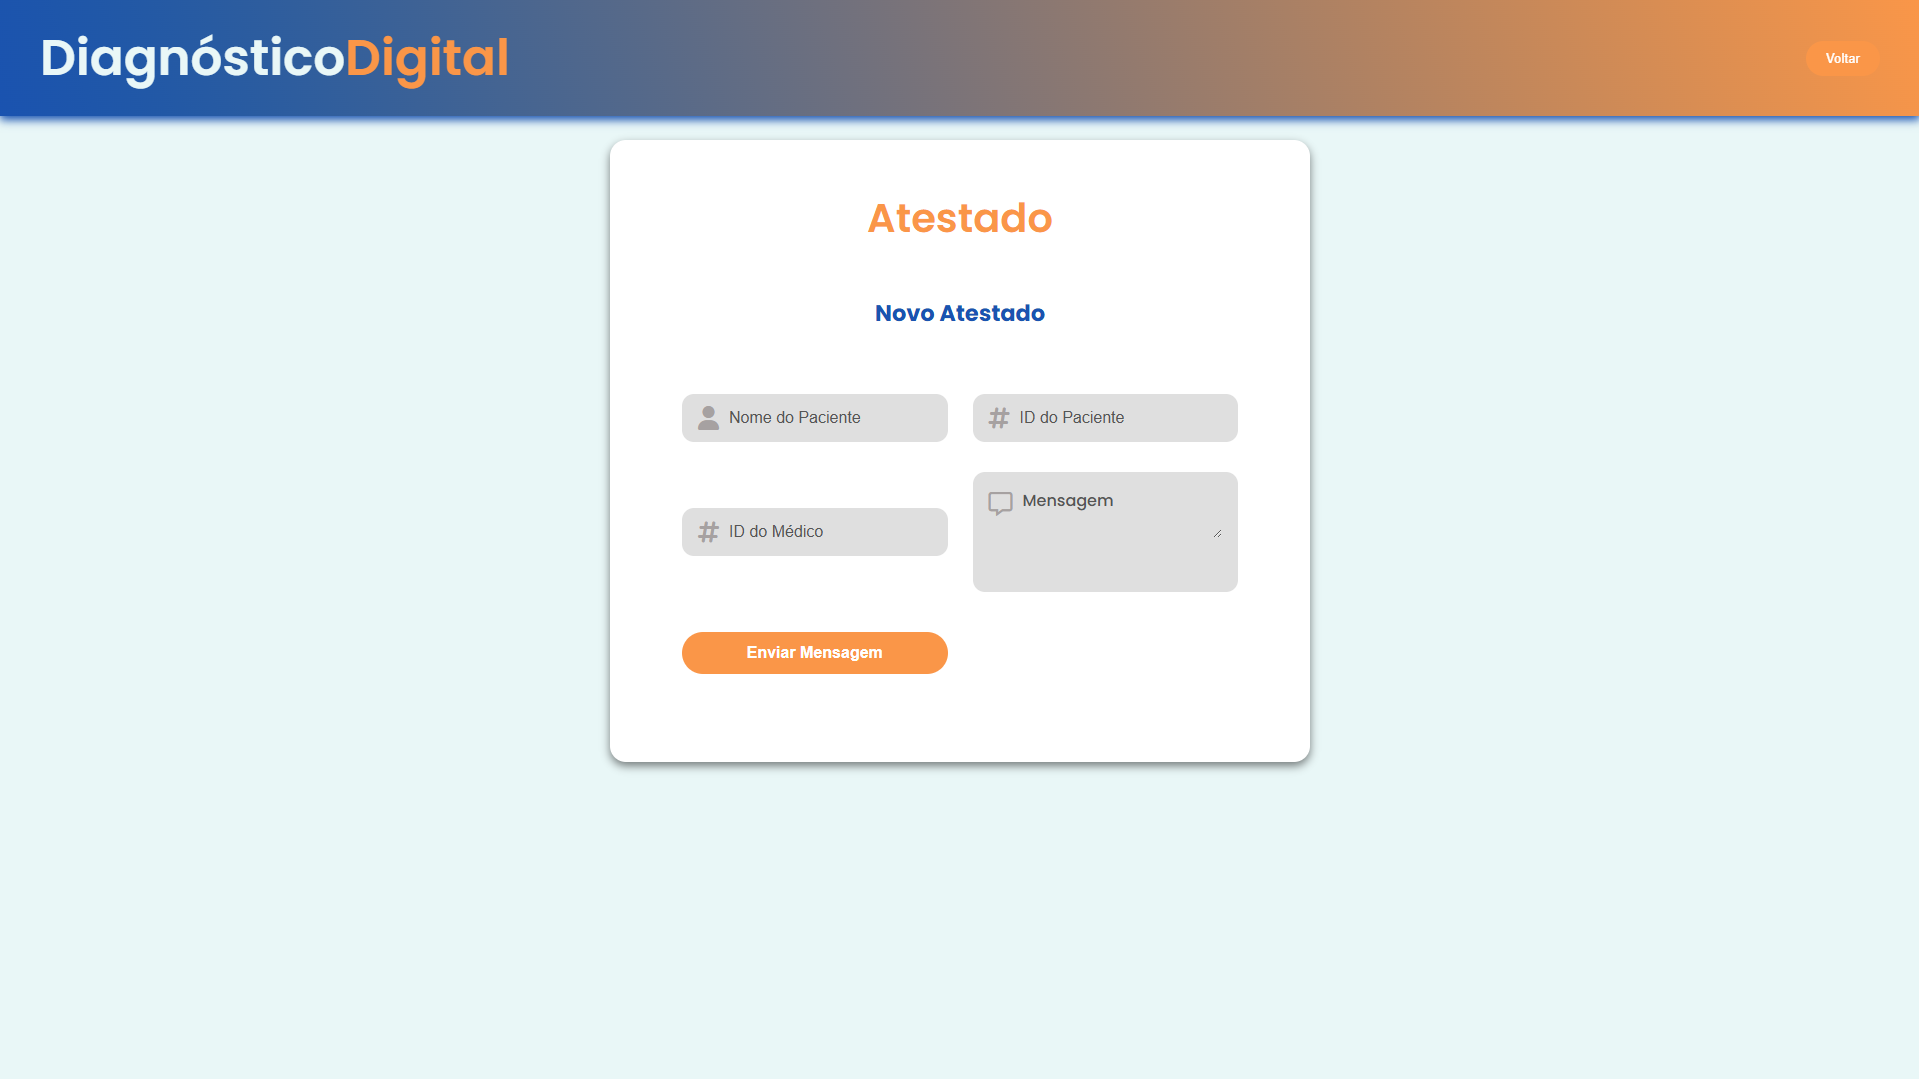 DiagnósticoDigital
Voltar
Atestado
Novo Atestado
Nome do Paciente
ID do Paciente
ID do Médico
Mensagem
Enviar Mensagem